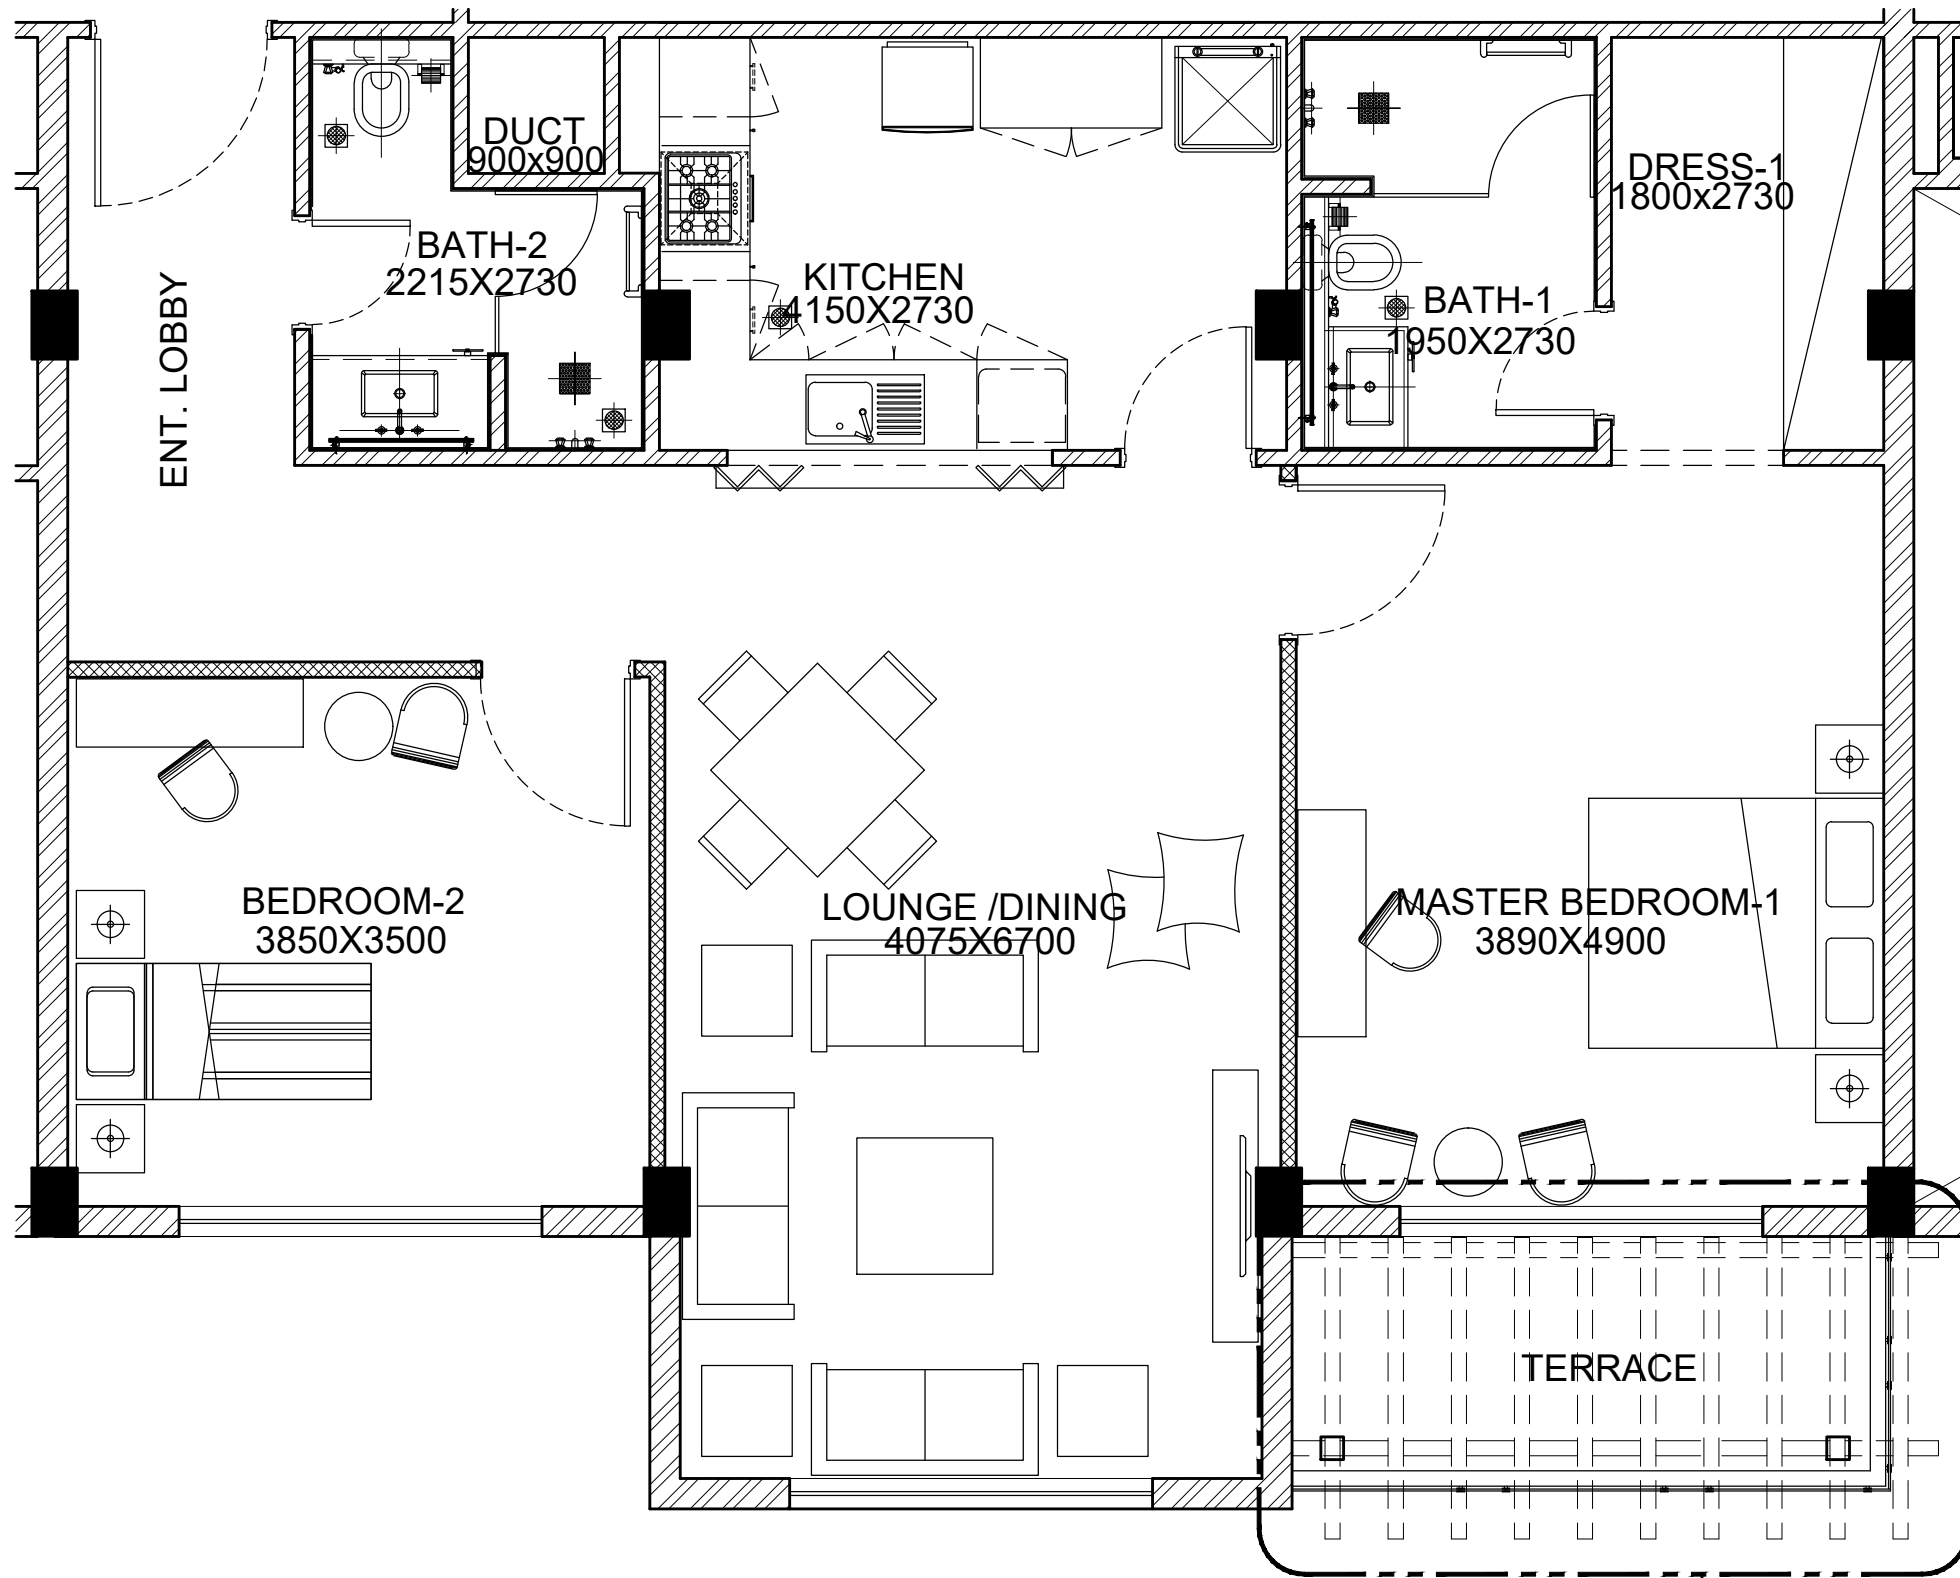 DUCT
900x900
DRESS-1
1800x2730
BATH-2
2215X2730
KITCHEN
4150X2730
BATH-1
1950X2730
ENT. LOBBY
BEDROOM-2
3850X3500
LOUNGE /DINING
4075X6700
MASTER BEDROOM-1
3890X4900
TERRACE